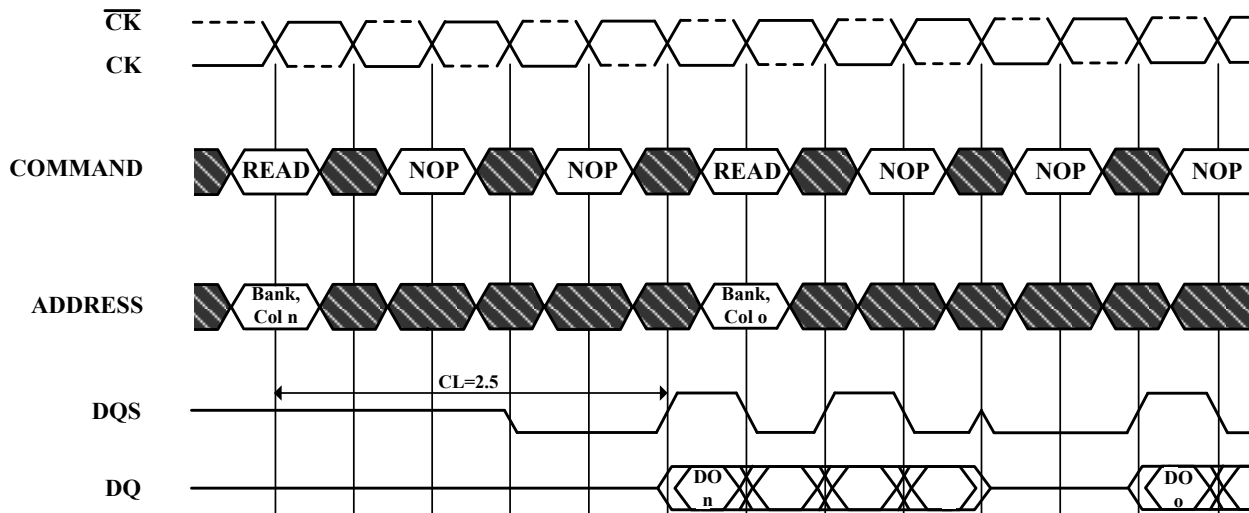 C̅K̅
CK
COMMAND READ NOP NOP READ NOP NOP NOP
ADDRESS Bank, Col n Bank, Col o
CL=2.5
DQS
DQ DO n DO o